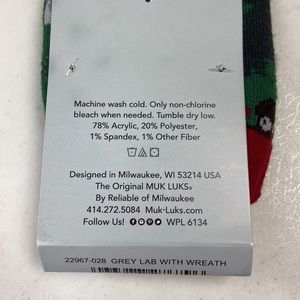 Machine wash cold. Only non-chlorine
bleach when needed. Tumble dry low.
78% Acrylic, 20% Polyester,
1% Spandex, 1% Other Fiber
Designed in Milwaukee, WI 53214 USA
The Original MUK LUKS®
By Reliable of Milwaukee
414.272.5084 Muk-Luks.com
Follow Us! WPL 6134
22967-028 GREY LAB WITH WREATH